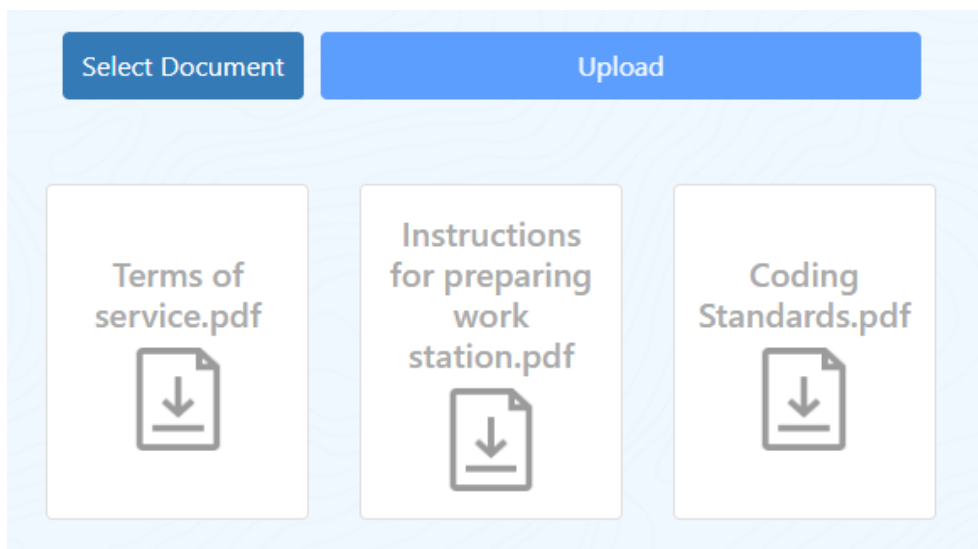 Select Document
Upload
Terms of
service.pdf
Instructions
for preparing
work
station.pdf
Coding
Standards.pdf